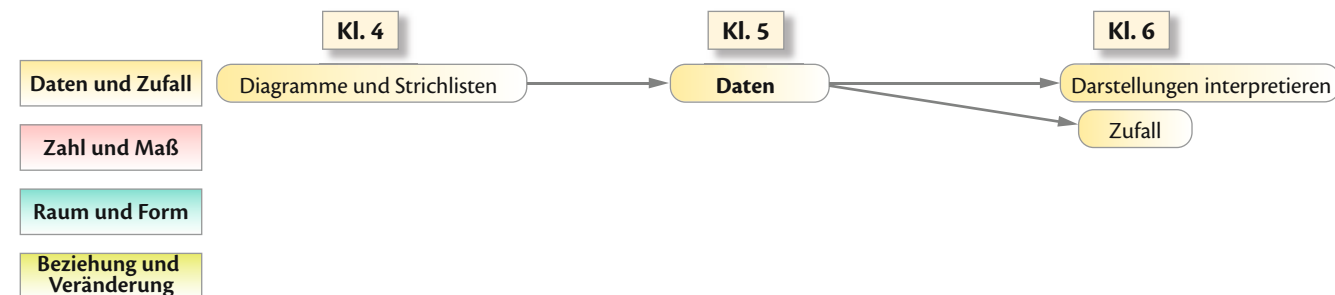 Kl. 4 Kl. 5 Kl. 6
Daten und Zufall Diagramme und Strichlisten Daten Darstellungen interpretieren
Zufall
Zahl und Maß
Raum und Form
Beziehung und
Veränderung